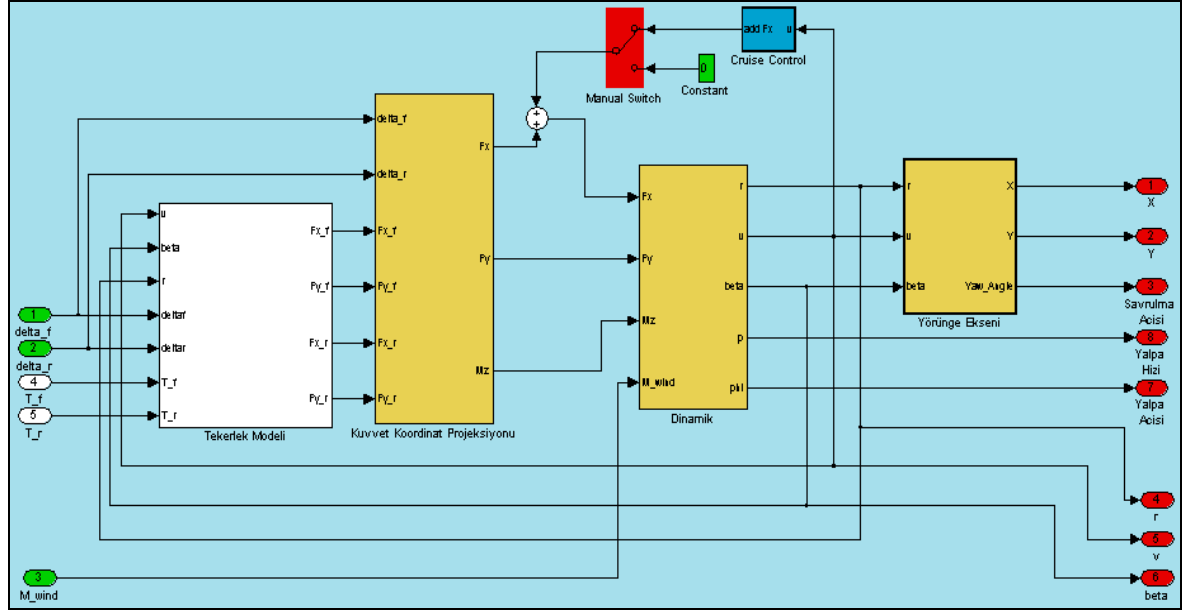 add Fx u
Cruise Control
0
Constant
Manual Switch
+
+
delta_f
delta_r
Fx_f
Fy_f
Fx_r
Fy_r
Fx
Fy
Mz
Kuvvet Koordinat Projeksiyonu
u
beta
r
deltaf
deltar
T_f
T_r
Fx_f
Fy_f
Fx_r
Fy_r
Tekerlek Modeli
1
delta_f
2
delta_r
4
T_f
5
T_r
3
M_wind
Fx
Fy
Mz
M_wind
r
u
beta
p
phi
Dinamik
r
u
beta
X
Y
Yaw_Angle
Yörünge Ekseni
1
X
2
Y
3
Savrulma
Acisi
8
Yalpa
Hizi
7
Yalpa
Acisi
4
r
5
v
6
beta